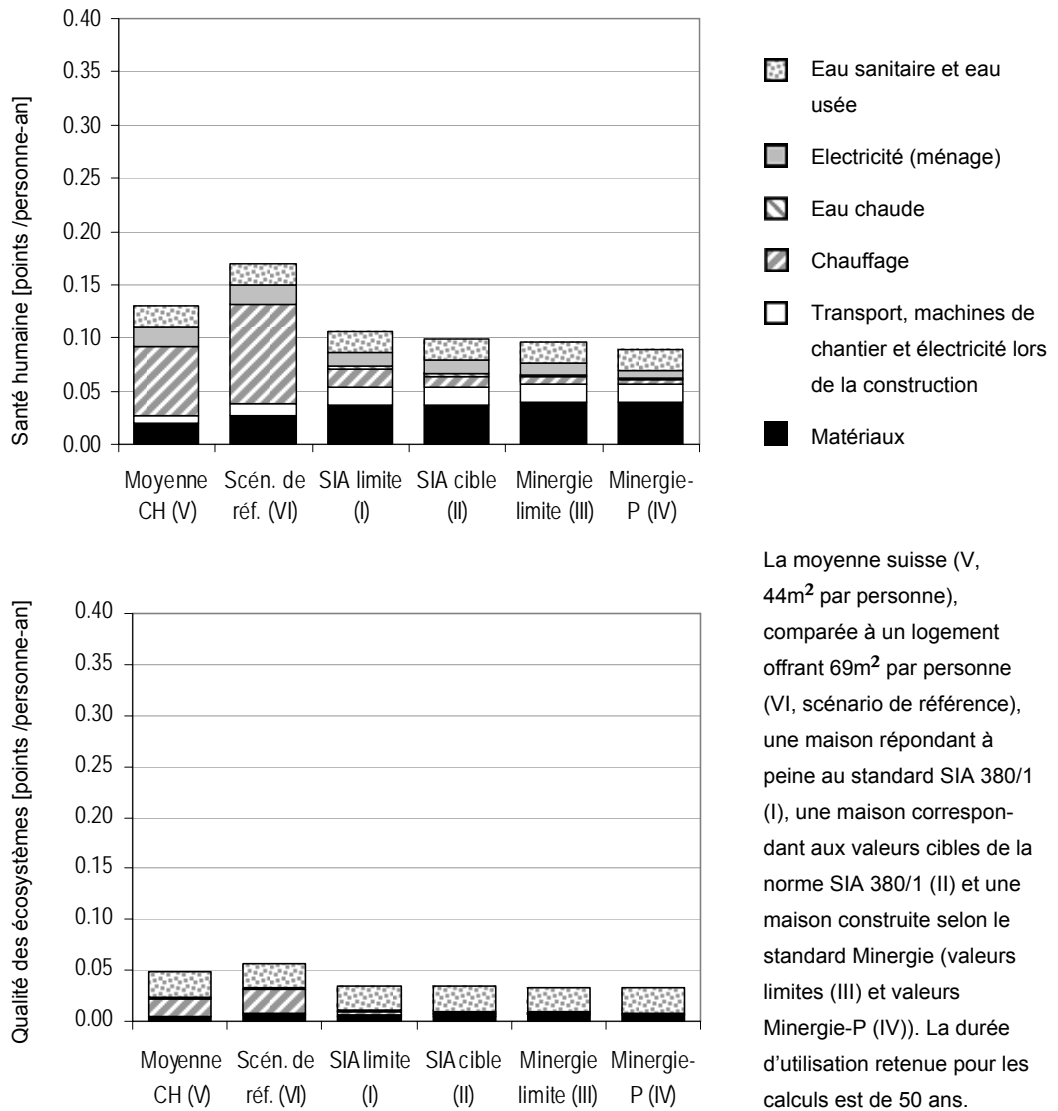 Santé humaine [points /personne-an]
0.40
0.35
0.30
0.25
0.20
0.15
0.10
0.05
0.00
Moyenne CH (V)
Scén. de réf. (VI)
SIA limite (I)
SIA cible (II)
Minergie limite (III)
Minergie-P (IV)
Eau sanitaire et eau
usée
Electricité (ménage)
Eau chaude
Chauffage
Transport, machines de
chantier et électricité lors
de la construction
Matériaux
Qualité des écosystèmes [points /personne-an]
0.40
0.35
0.30
0.25
0.20
0.15
0.10
0.05
0.00
Moyenne CH (V)
Scén. de réf. (VI)
SIA limite (I)
SIA cible (II)
Minergie limite (III)
Minergie-P (IV)
La moyenne suisse (V,
44m² par personne),
comparée à un logement
offrant 69m² par personne
(VI, scénario de référence),
une maison répondant à
peine au standard SIA 380/1
(I), une maison correspon-
dant aux valeurs cibles de la
norme SIA 380/1 (II) et une
maison construite selon le
standard Minergie (valeurs
limites (III) et valeurs
Minergie-P (IV)). La durée
d'utilisation retenue pour les
calculs est de 50 ans.